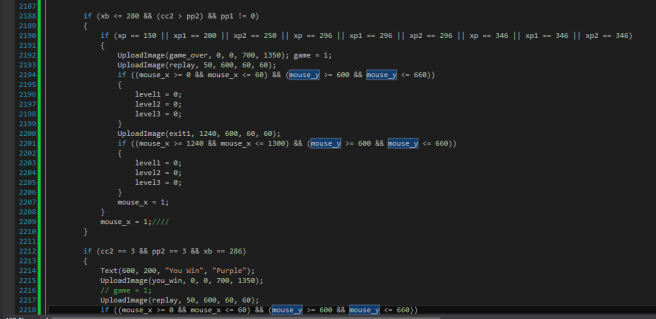 2187
2188 if (xb <= 280 && (cc2 > pp2) && pp1 != 0)
2189 {
2190 if (xp == 150 || xp1 == 200 || xp2 == 250 || xp == 296 || xp1 == 296 || xp2 == 296 || xp == 346 || xp1 == 346 || xp2 == 346)
2191 {
2192 UploadImage(game_over, 0, 0, 700, 1350); game = 1;
2193 UploadImage(replay, 50, 600, 60, 60);
2194 if ((mouse_x >= 0 && mouse_x <= 60) && (mouse_y >= 600 && mouse_y <= 660))
2195 {
2196 level1 = 0;
2197 level2 = 0;
2198 level3 = 0;
2199 }
2200 UploadImage(exit1, 1240, 600, 60, 60);
2201 if ((mouse_x >= 1240 && mouse_x <= 1300) && (mouse_y >= 600 && mouse_y <= 660))
2202 {
2203 level1 = 0;
2204 level2 = 0;
2205 level3 = 0;
2206 }
2207 mouse_x = 1;
2208 }
2209 mouse_x = 1;////
2210 }
2211
2212 if (cc2 == 3 && pp2 == 3 && xb == 286)
2213 {
2214 Text(600, 200, "You Win", "Purple");
2215 UploadImage(you_win, 0, 0, 700, 1350);
2216 // game = 1;
2217 UploadImage(replay, 50, 600, 60, 60);
2218 if ((mouse_x >= 0 && mouse_x <= 60) && (mouse_y >= 600 && mouse_y <= 660))